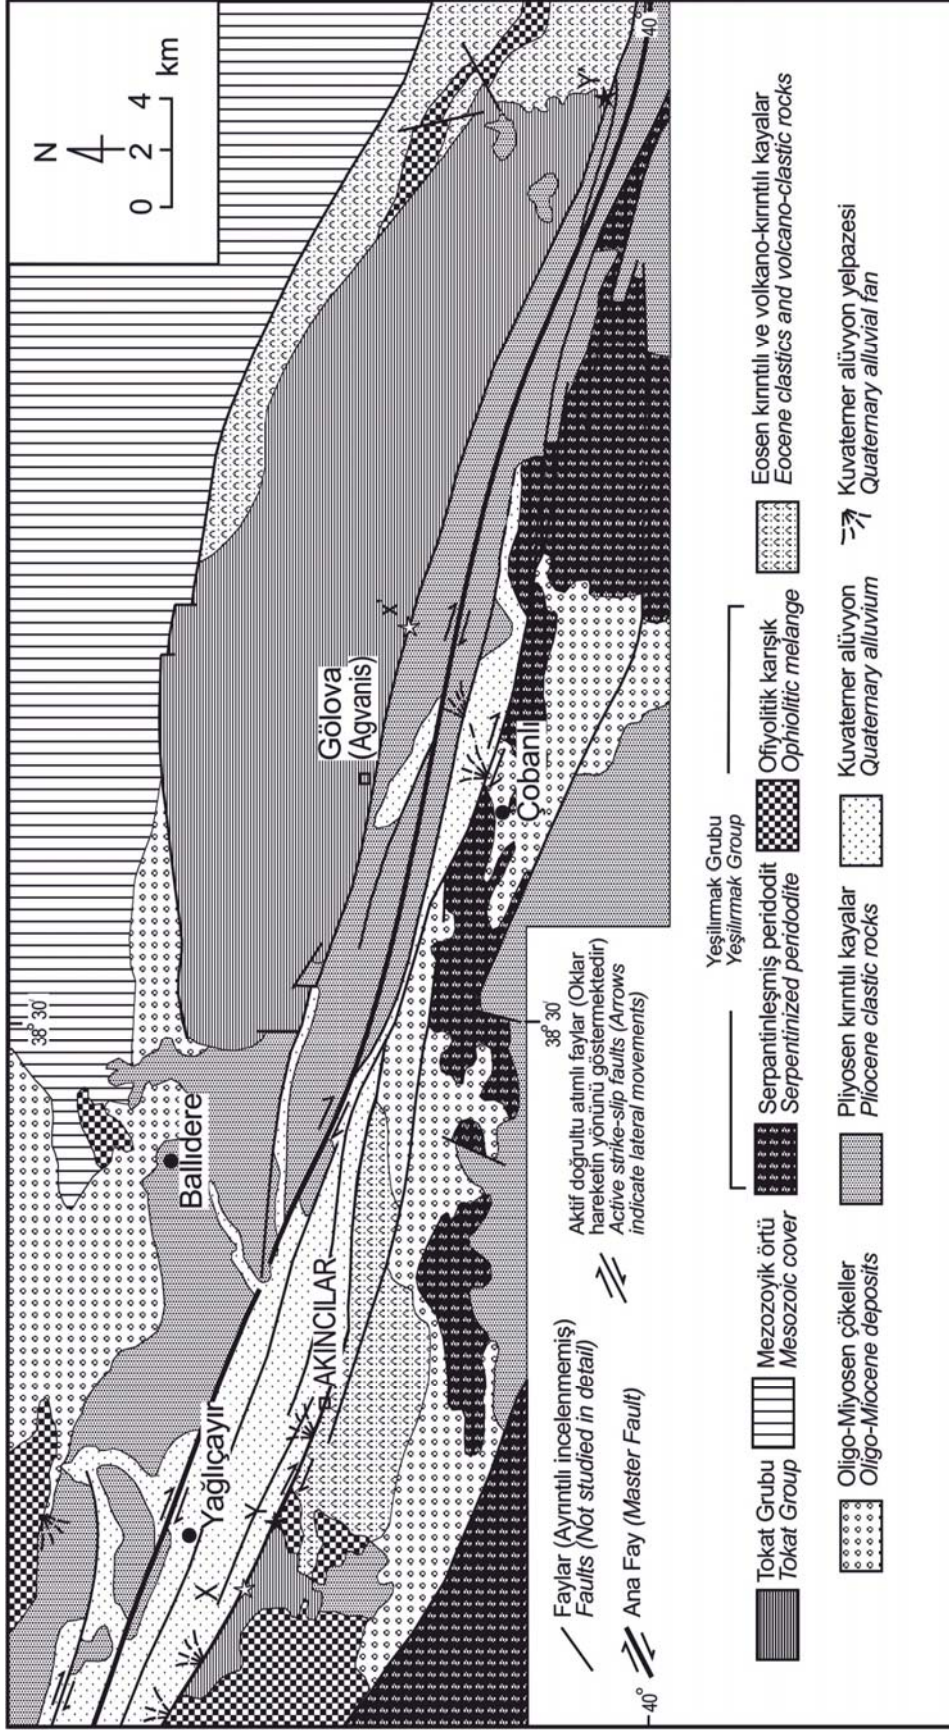 N
0 2 4
km
38° 30'
40°
Y'
X'
Gölova
(Agvanis)
Ballıdere
Çobanlı
AKINCILAR
Yağlıçayır
X
Y
38° 30'
40°
Faylar (Ayrıntılı incelenmemiş)
Faults (Not studied in detail)
Ana Fay (Master Fault)
Aktif doğrultu atımlı faylar (Oklar
hareketin yönünü göstermektedir)
Active strike-slip faults (Arrows
indicate lateral movements)
Yeşilırmak Grubu
Yeşilırmak Group
Tokat Grubu
Tokat Group
Mezozoyik örtü
Mesozoic cover
Serpantinleşmiş peridodit
Serpentinized peridodite
Ofiyolitik karışık
Ophiolitic melange
Eosen kırıntılı ve volkano-kırıntılı kayalar
Eocene clastics and volcano-clastic rocks
Oligo-Miyosen çökeller
Oligo-Miocene deposits
Pliyosen kırıntılı kayalar
Pliocene clastic rocks
Kuvaterner alüvyon
Quaternary alluvium
Kuvaterner alüvyon yelpazesi
Quaternary alluvial fan